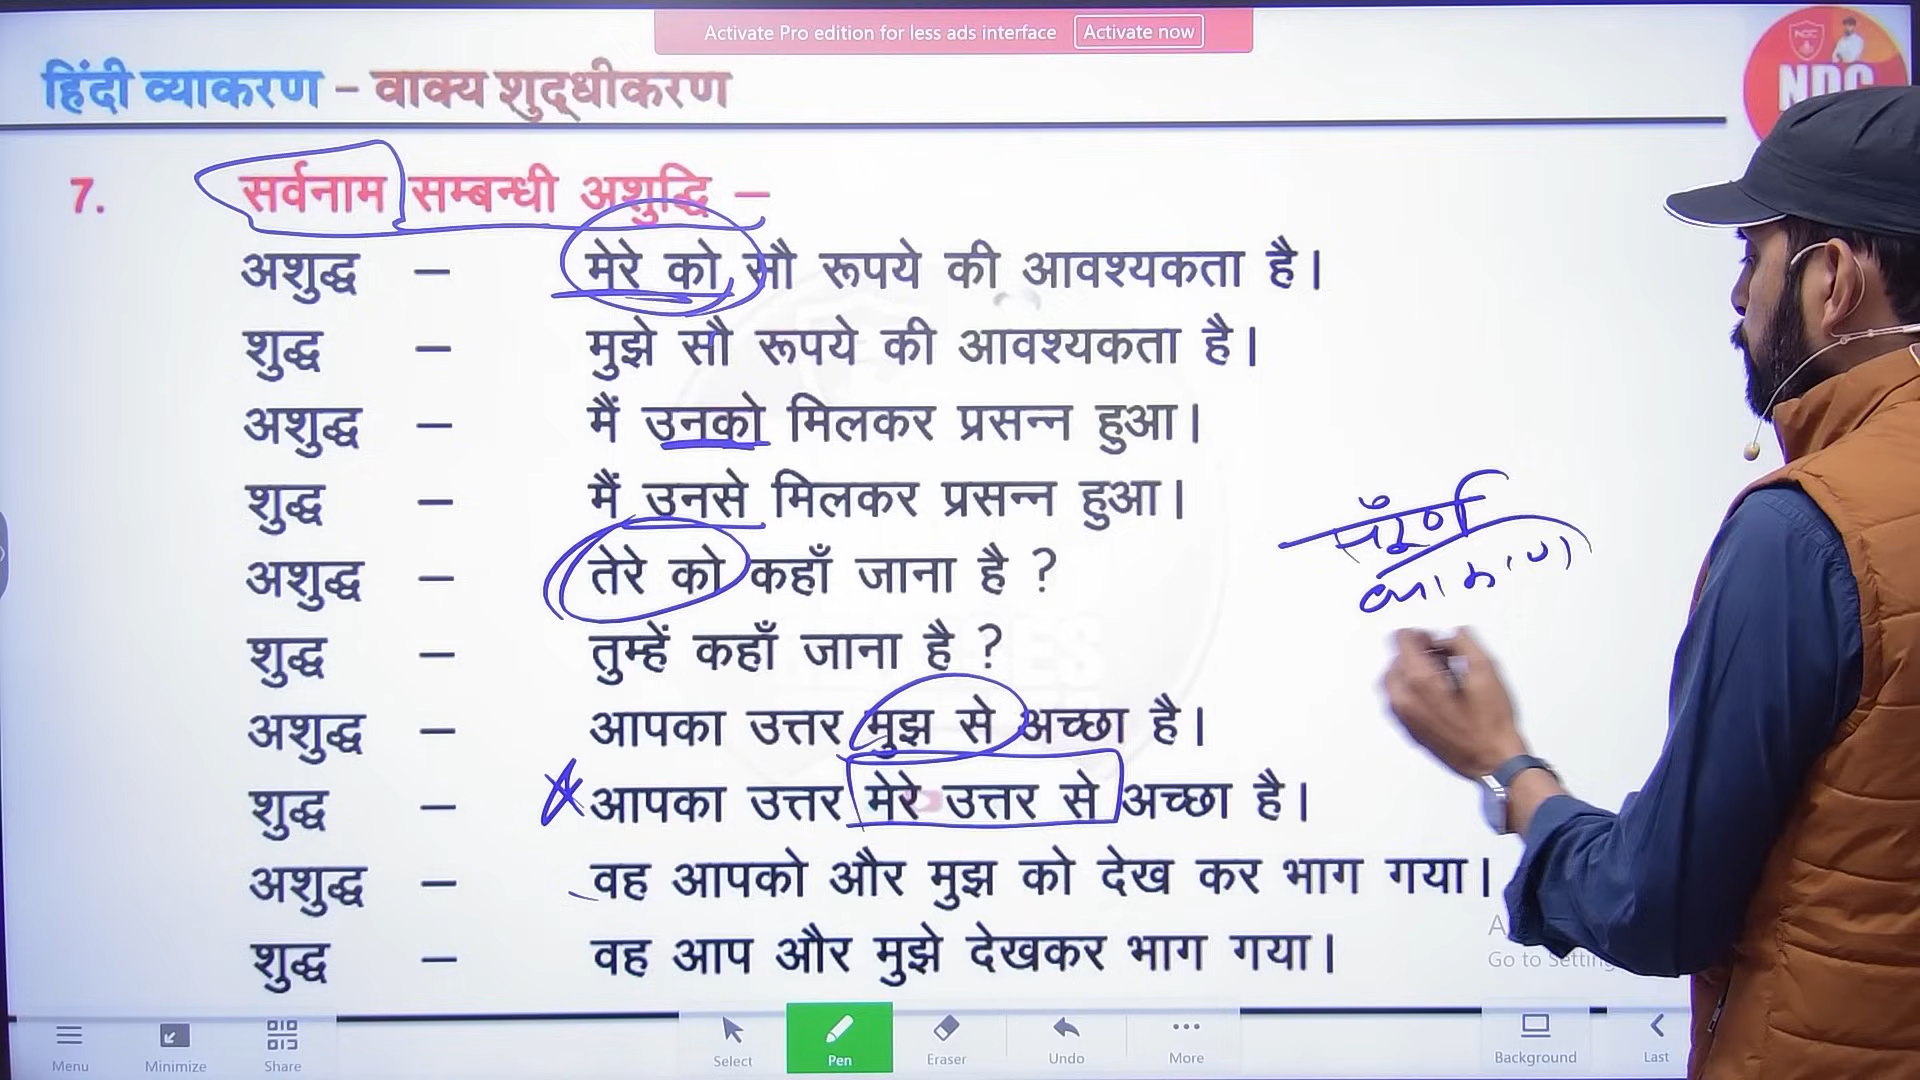 Activate Pro edition for less ads interface Activate now
हिंदी व्याकरण – वाक्य शुद्धीकरण
7. सर्वनाम सम्बन्धी अशुद्धि –
अशुद्ध – मेरे को सौ रूपये की आवश्यकता है।
शुद्ध – मुझे सौ रूपये की आवश्यकता है।
अशुद्ध – मैं उनको मिलकर प्रसन्न हुआ।
शुद्ध – मैं उनसे मिलकर प्रसन्न हुआ।
अशुद्ध – तेरे को कहाँ जाना है ?
शुद्ध – तुम्हें कहाँ जाना है ?
अशुद्ध – आपका उत्तर मुझ से अच्छा है।
शुद्ध – आपका उत्तर मेरे उत्तर से अच्छा है।
अशुद्ध – वह आपको और मुझ को देख कर भाग गया।
शुद्ध – वह आप और मुझे देखकर भाग गया।
Go to
Menu Minimize Share Select Pen Eraser Undo More Background Last